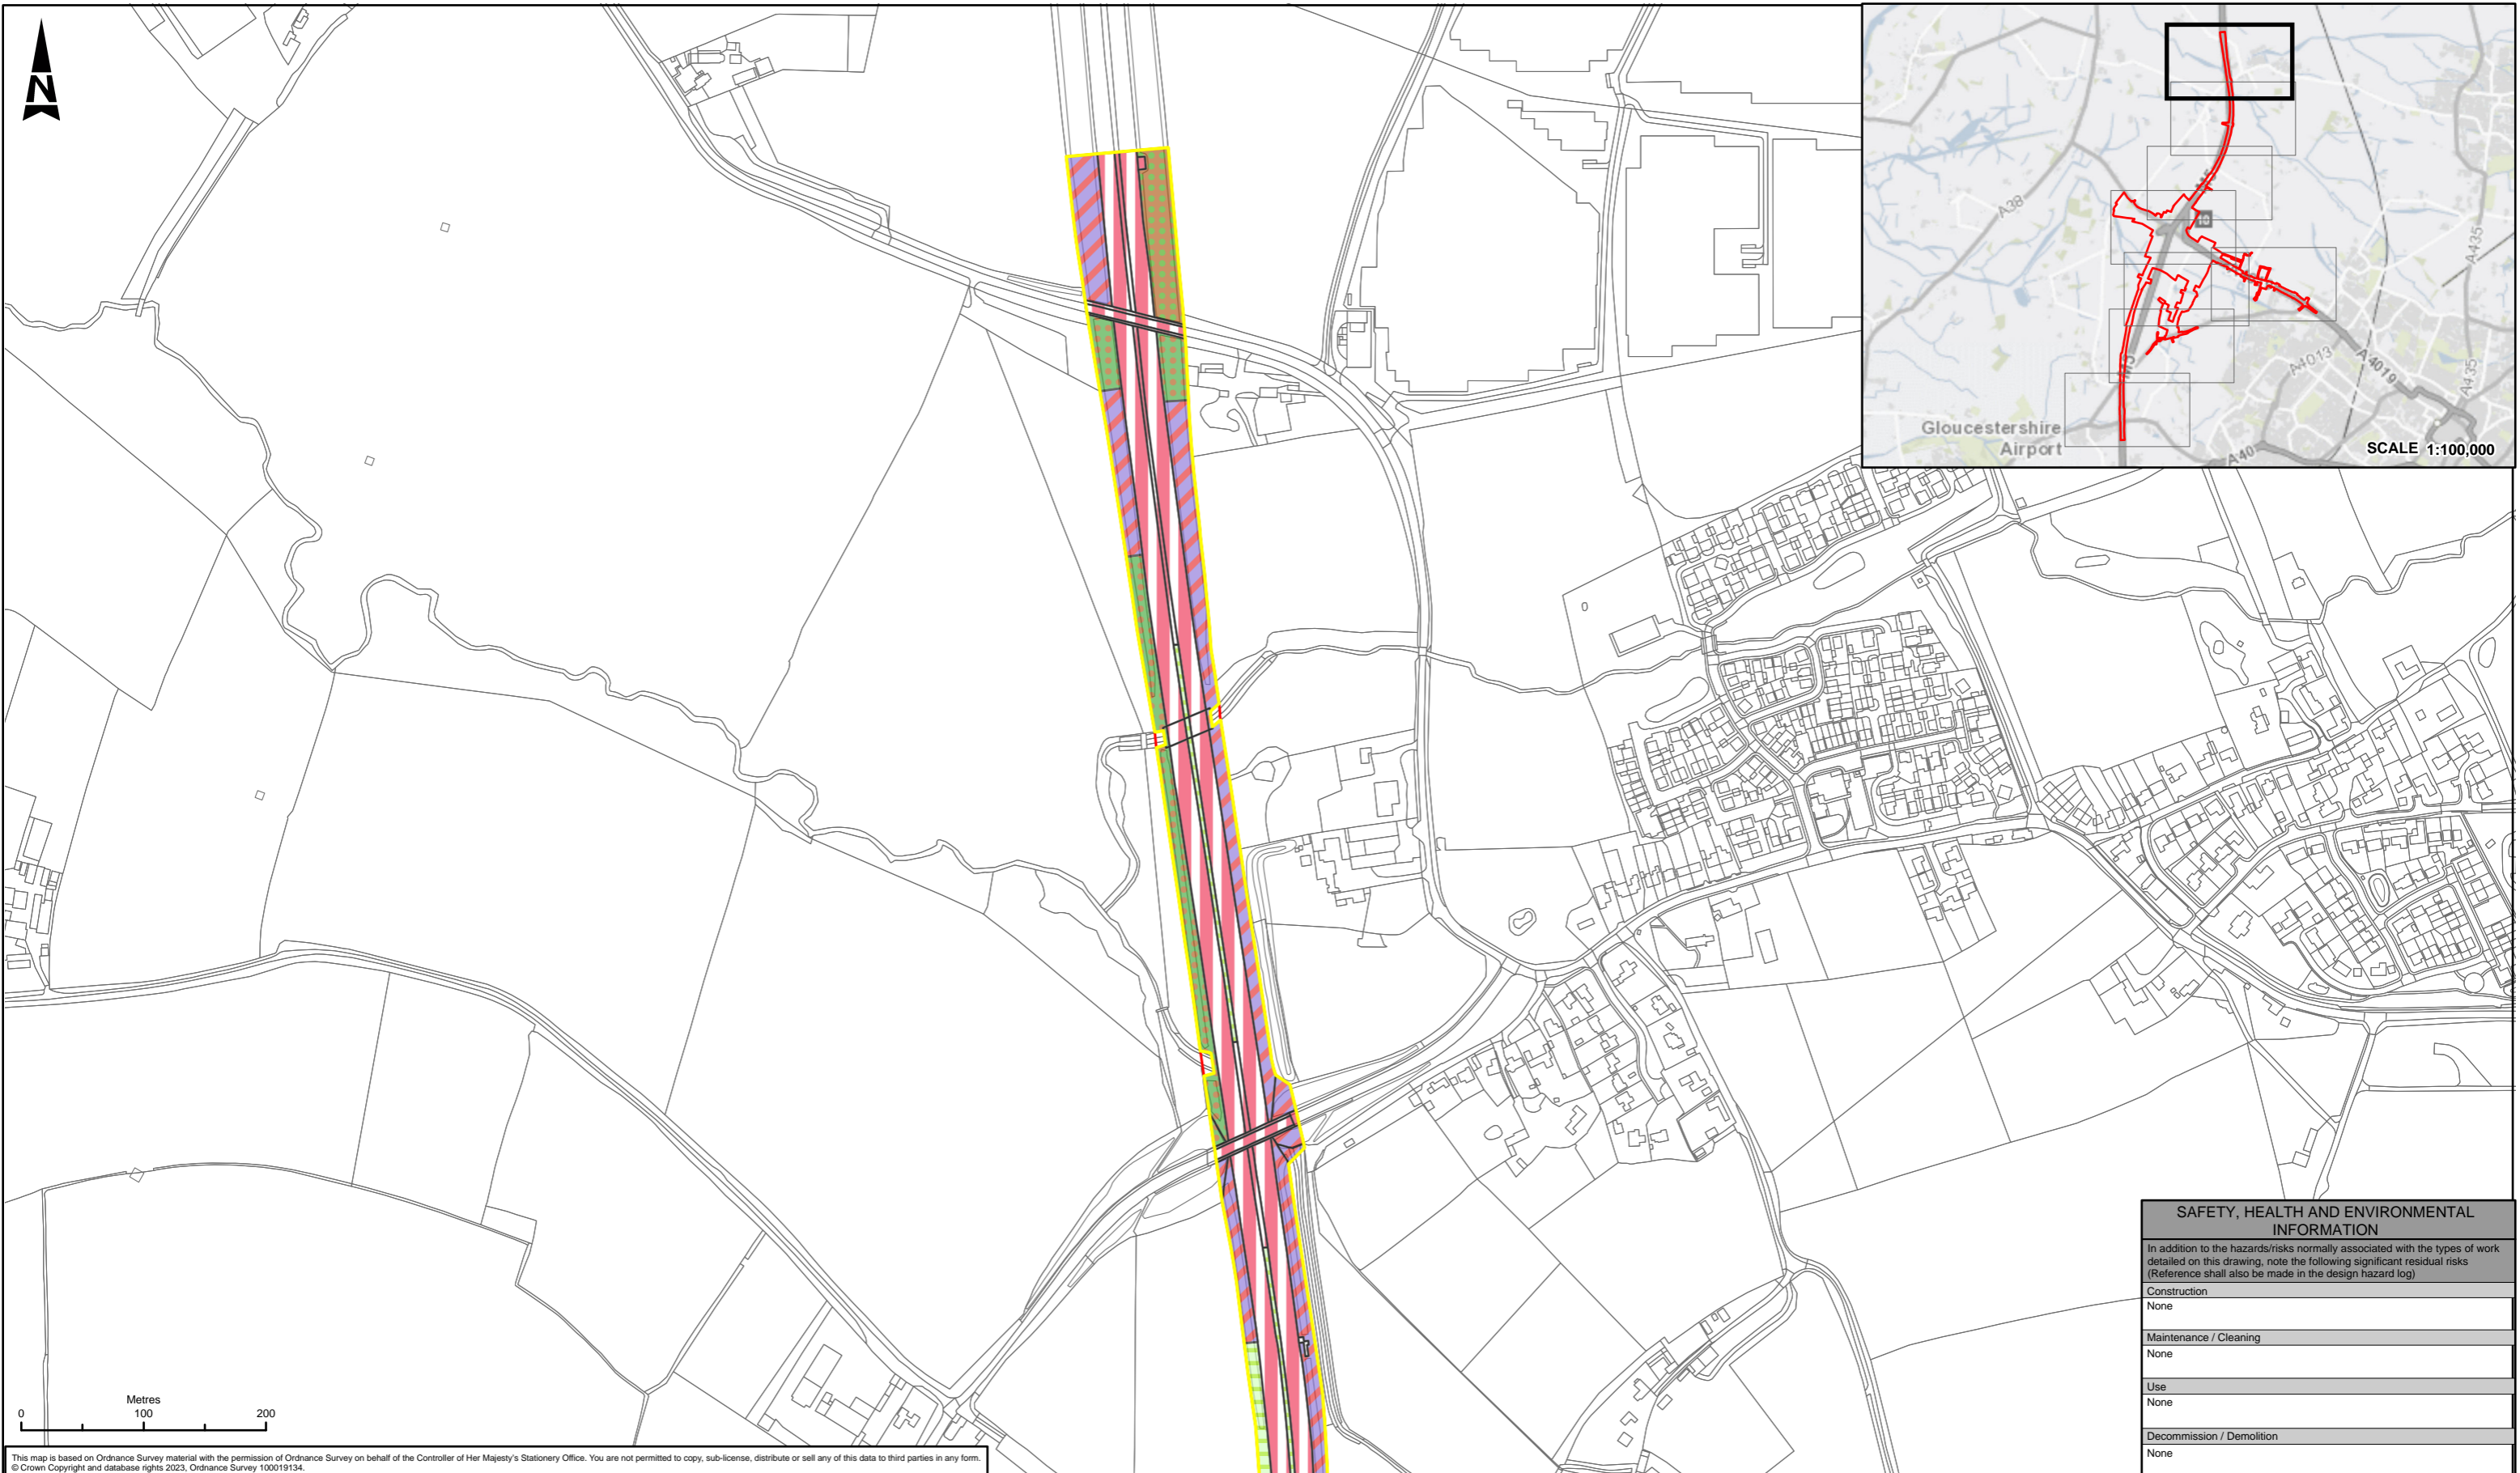 N
A38
M5
10
A435
A4013
A4019
A435
M5
Gloucestershire
Airport
A40
SCALE 1:100,000
SAFETY, HEALTH AND ENVIRONMENTAL
INFORMATION
In addition to the hazards/risks normally associated with the types of work
detailed on this drawing, note the following significant residual risks
(Reference shall also be made in the design hazard log)
Construction
None
Maintenance / Cleaning
None
Use
None
Decommission / Demolition
None
Metres
0 100 200
This map is based on Ordnance Survey material with the permission of Ordnance Survey on behalf of the Controller of Her Majesty's Stationery Office. You are not permitted to copy, sub-license, distribute or sell any of this data to third parties in any form.
© Crown Copyright and database rights 2023, Ordnance Survey 100019134.